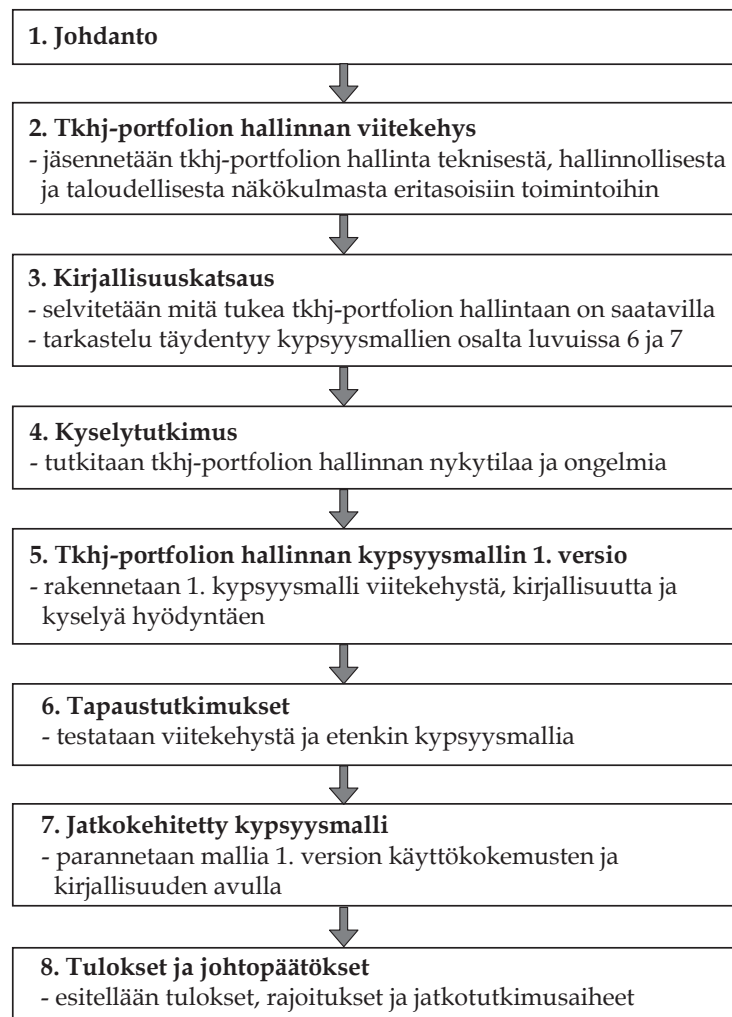 1. Johdanto
2. Tkhj-portfolion hallinnan viitekehys
- jäsennetään tkhj-portfolion hallinta teknisestä, hallinnollisesta
ja taloudellisesta näkökulmasta eritasoisiin toimintoihin
3. Kirjallisuuskatsaus
- selvitetään mitä tukea tkhj-portfolion hallintaan on saatavilla
- tarkastelu täydentyy kypsyysmallien osalta luvuissa 6 ja 7
4. Kyselytutkimus
- tutkitaan tkhj-portfolion hallinnan nykytilaa ja ongelmia
5. Tkhj-portfolion hallinnan kypsyysmallin 1. versio
- rakennetaan 1. kypsyysmalli viitekehystä, kirjallisuutta ja
kyselyä hyödyntäen
6. Tapaustutkimukset
- testataan viitekehystä ja etenkin kypsyysmallia
7. Jatkokehitetty kypsyysmalli
- parannetaan mallia 1. version käyttökokemusten ja
kirjallisuuden avulla
8. Tulokset ja johtopäätökset
- esitellään tulokset, rajoitukset ja jatkotutkimusaiheet